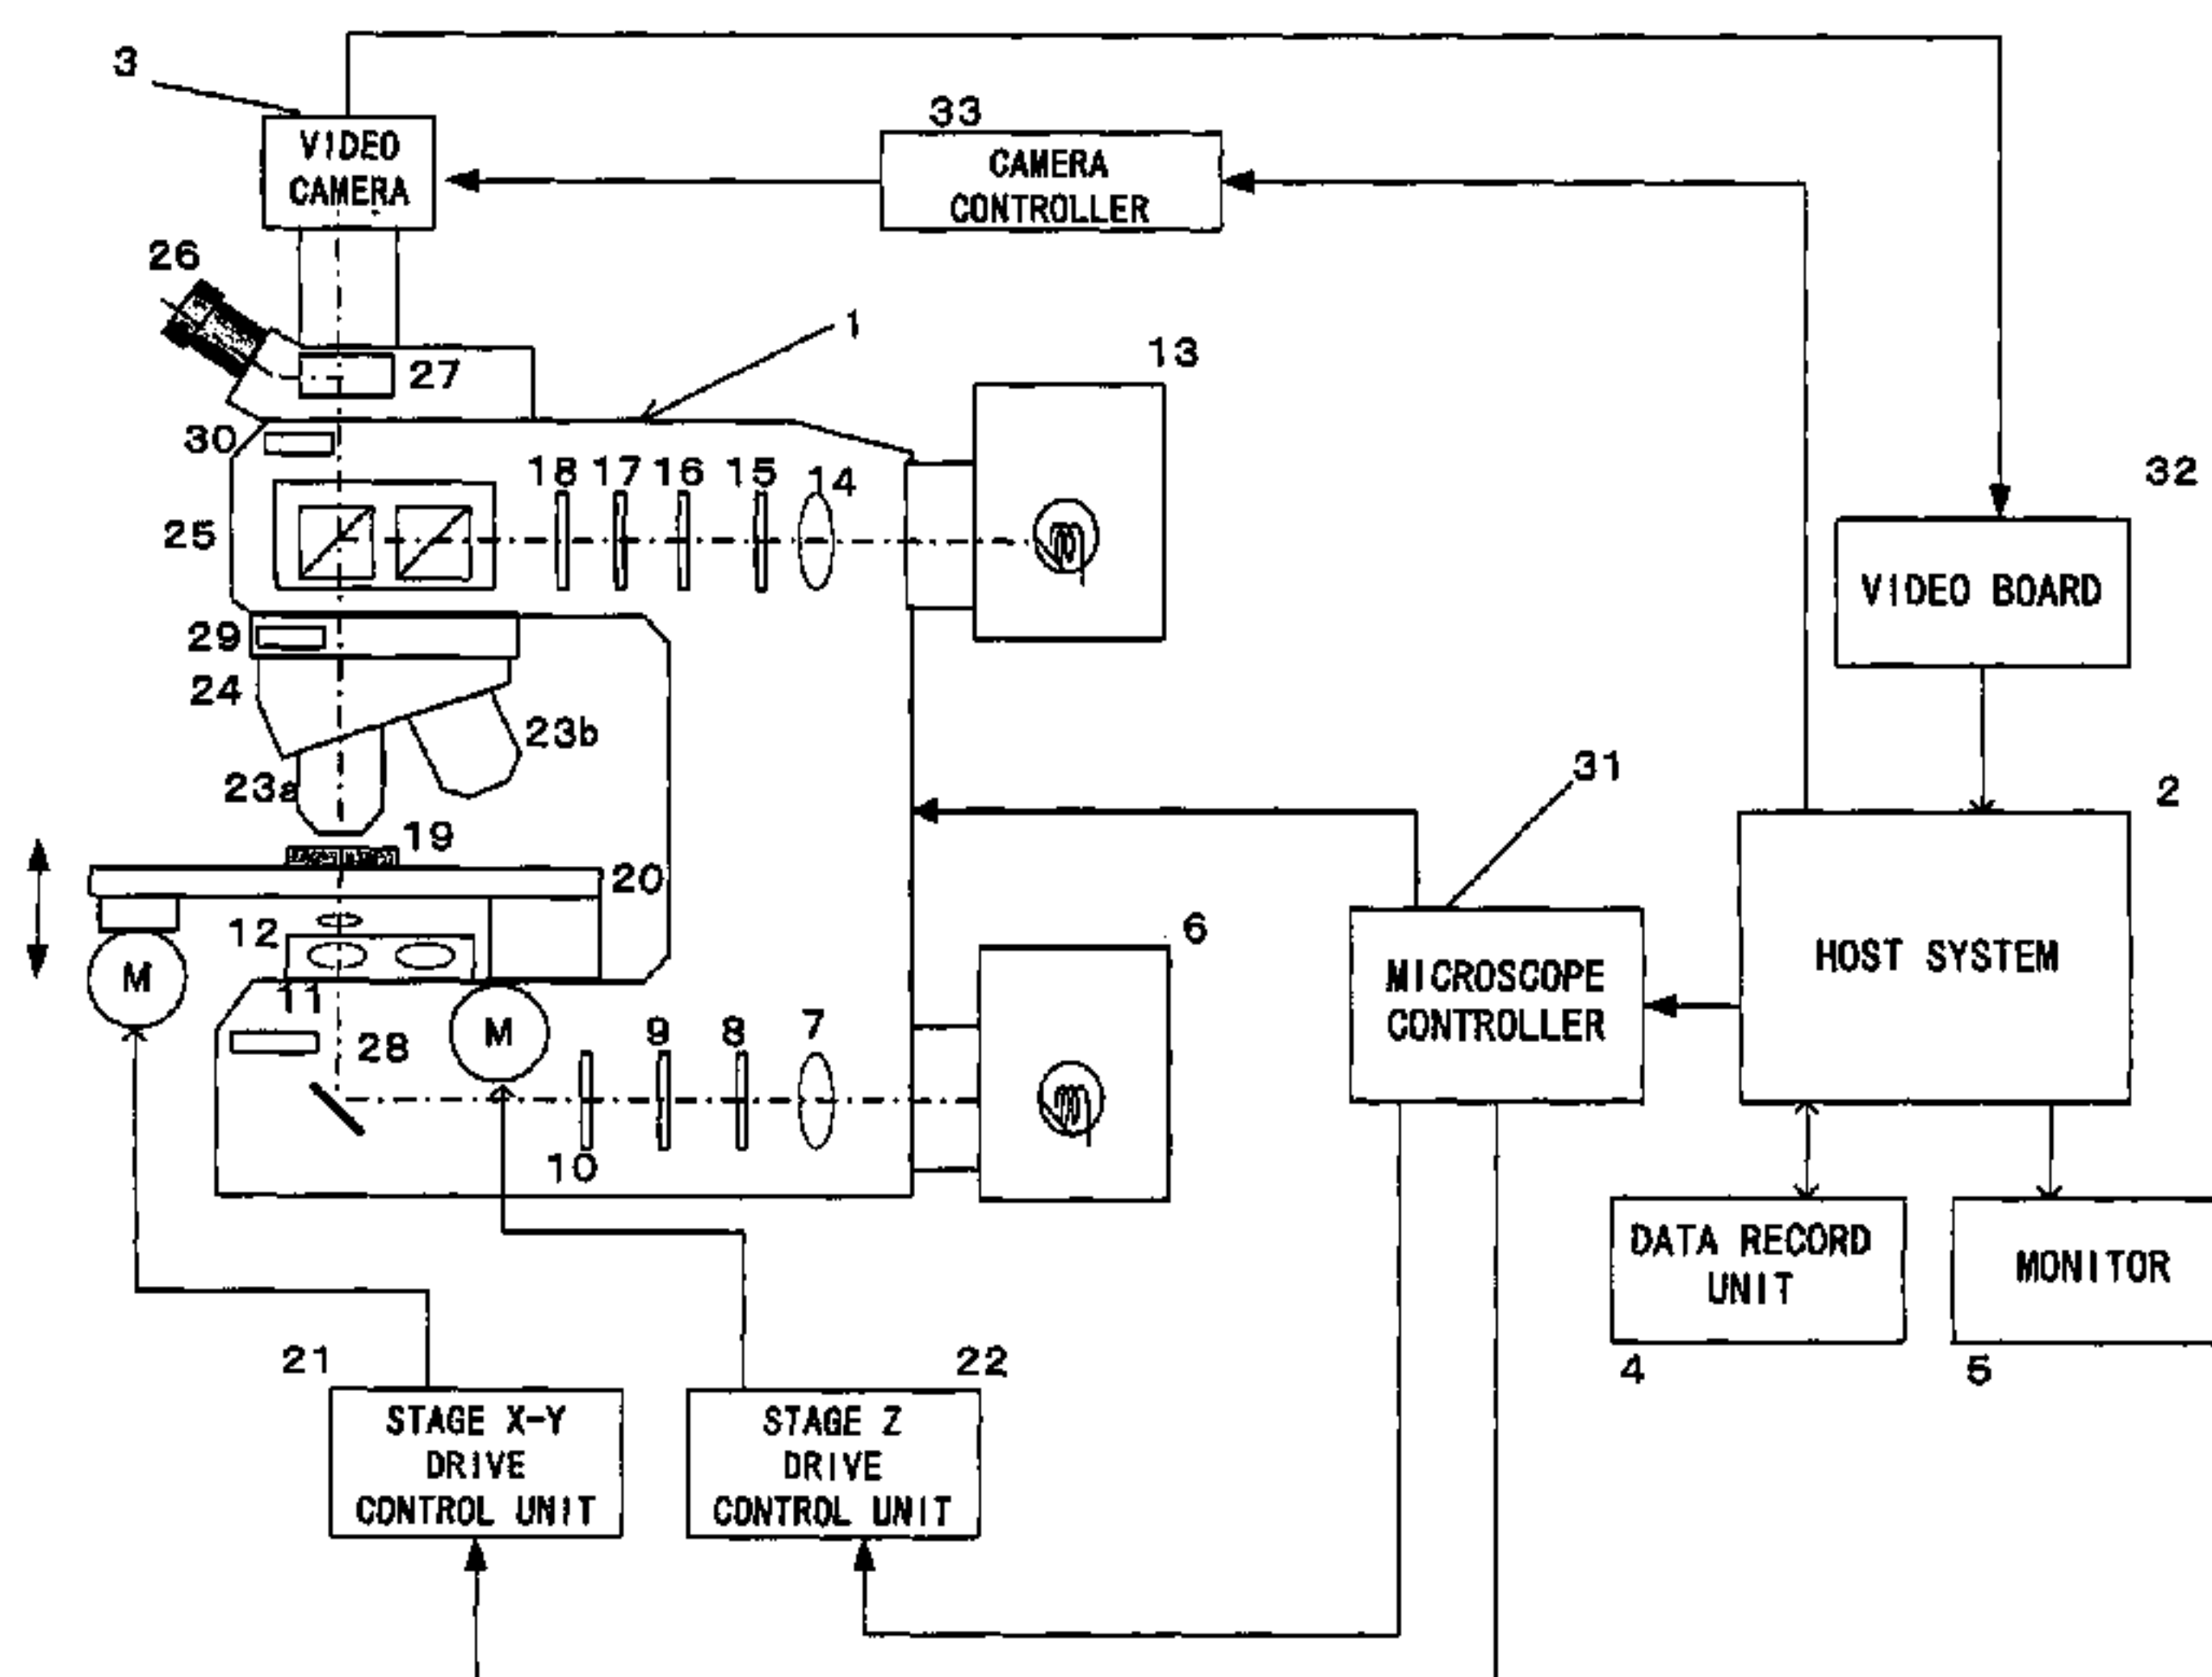 3
VIDEO
CAMERA
33
CAMERA
CONTROLLER
26
1
13
27
30
18
17
16
15
14
32
25
VIDEO BOARD
29
24
23b
23a
31
2
19
20
12
6
M
HOST SYSTEM
MICROSCOPE
CONTROLLER
11
28
M
9
8
7
10
DATA RECORD
UNIT
MONITOR
21
22
4
5
STAGE X-Y
DRIVE
CONTROL UNIT
STAGE Z
DRIVE
CONTROL UNIT